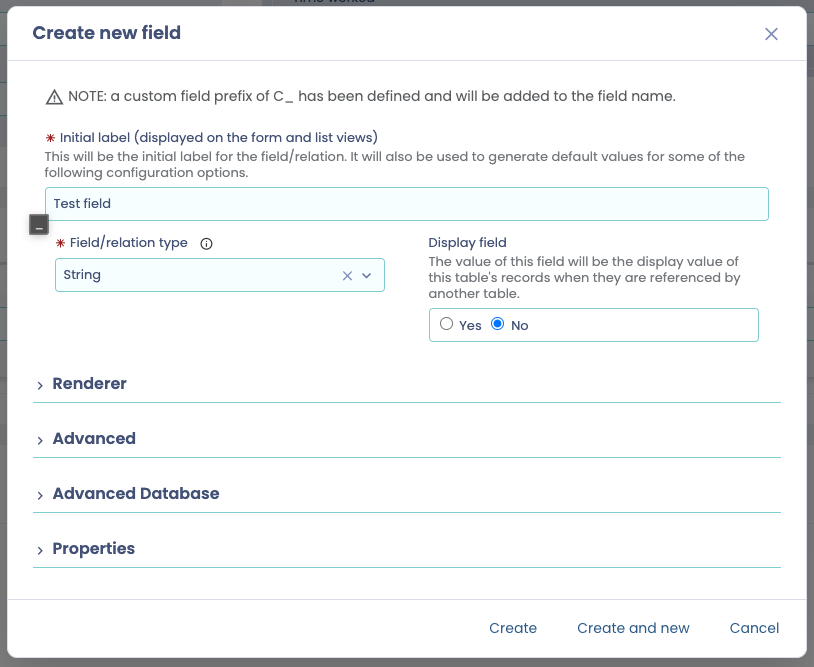 Create new field
NOTE: a custom field prefix of C_ has been defined and will be added to the field name.
* Initial label (displayed on the form and list views)
This will be the initial label for the field/relation. It will also be used to generate default values for some of the
following configuration options.
Test field
* Field/relation type
String
Display field
The value of this field will be the display value of
this table's records when they are referenced by
another table.
Yes No
Renderer
Advanced
Advanced Database
Properties
Create Create and new Cancel